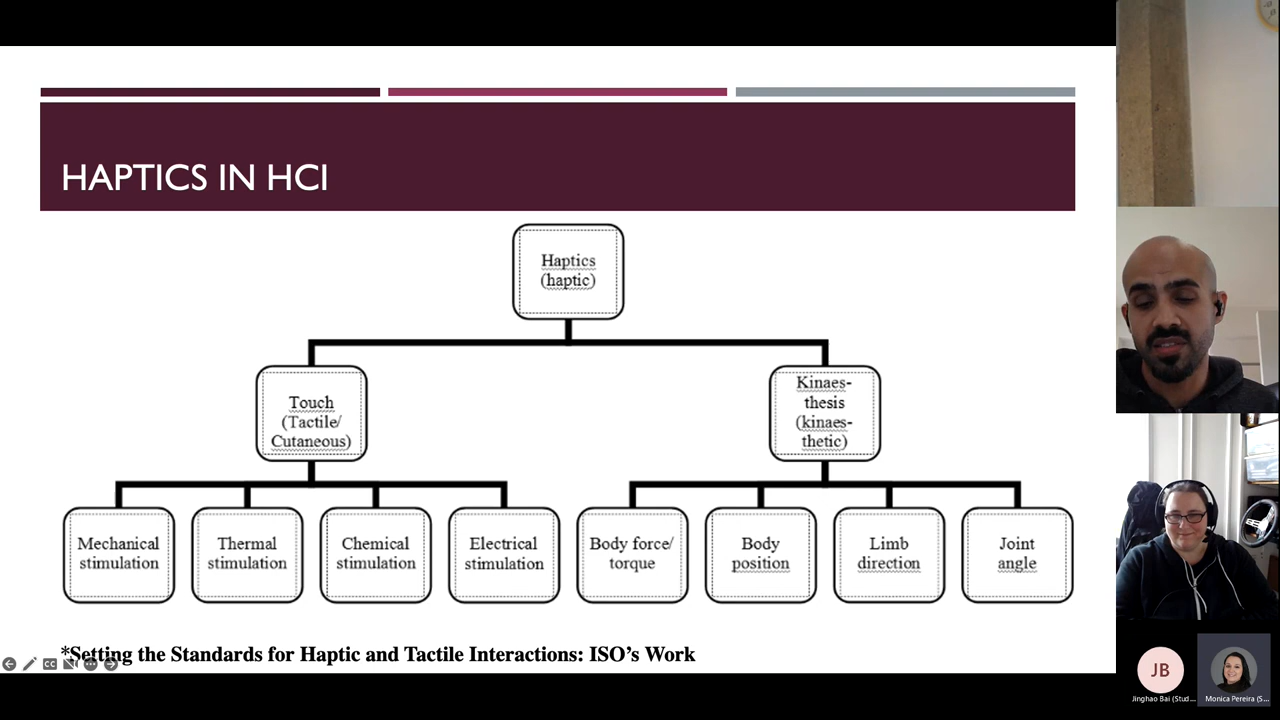 HAPTICS IN HCI
Haptics
(haptic)
Touch
(Tactile/
Cutaneous)
Kinaes-
thesis
(kinaes-
thetic)
Mechanical
stimulation
Thermal
stimulation
Chemical
stimulation
Electrical
stimulation
Body force/
torque
Body
position
Limb
direction
Joint
angle
*Setting the Standards for Haptic and Tactile Interactions: ISO’s Work
CC
JB
Jinghao Bai (Stud...
Monica Pereira (S...